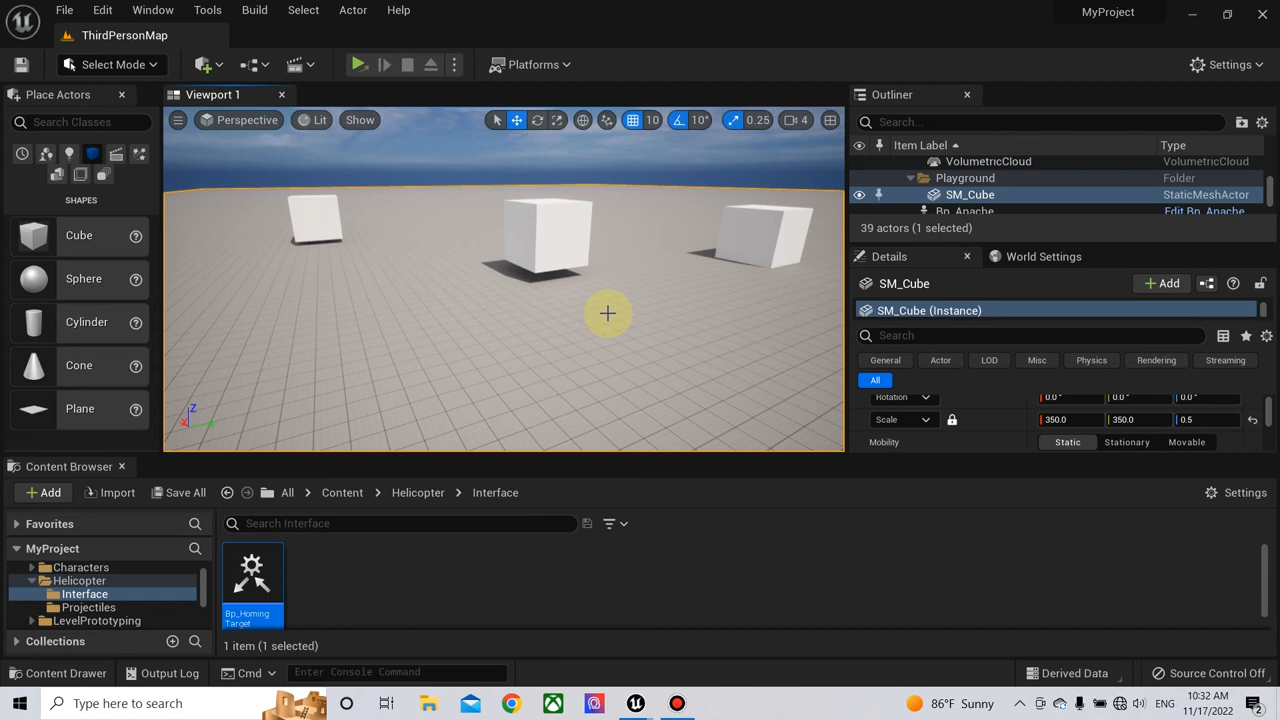 File Edit Window Tools Build Select Actor Help
MyProject
ThirdPersonMap
Select Mode
Platforms
Settings
Place Actors
Viewport 1
Outliner
Search Classes
Perspective
Lit
Show
10
10°
0.25
4
Search...
Item Label
Type
VolumetricCloud
VolumetricCloud
Playground
Folder
SM_Cube
StaticMeshActor
Bp_Apache
Edit Bp_Apache
SHAPES
Cube
39 actors (1 selected)
Details
World Settings
Sphere
SM_Cube
Add
SM_Cube (Instance)
Cylinder
Search
Cone
General
Actor
LOD
Misc
Physics
Rendering
Streaming
All
Plane
Rotation
0.0 °
0.0 °
0.0 °
Z
X
Scale
350.0
350.0
0.5
Mobility
Static
Stationary
Movable
Content Browser
Add
Import
Save All
All
Content
Helicopter
Interface
Settings
Favorites
Search Interface
MyProject
Characters
Helicopter
Interface
Projectiles
LevelPrototyping
Bp_Homing
Target
Collections
1 item (1 selected)
Content Drawer
Output Log
Cmd
Enter Console Command
Derived Data
Source Control Off
Type here to search
86°F Sunny
ENG
10:32 AM
11/17/2022
2